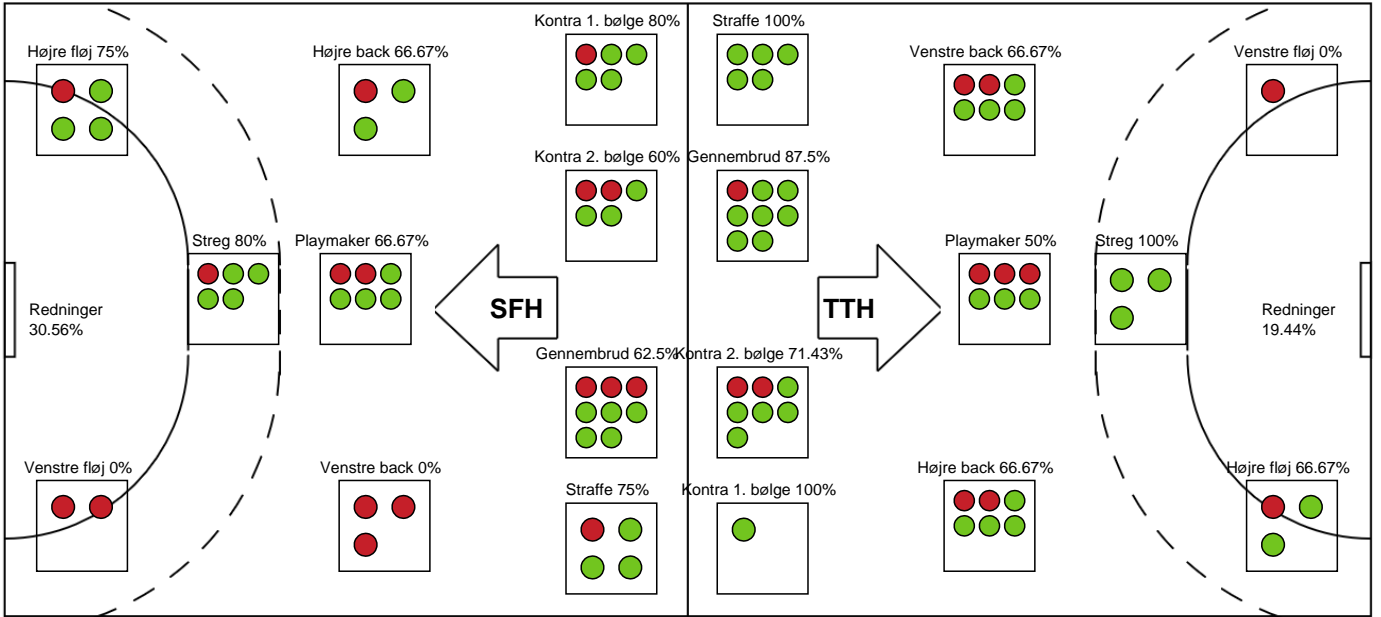 Kontra 1. bølge 80%
Straffe 100%
Højre fløj 75%
Højre back 66.67%
Venstre back 66.67%
Venstre fløj 0%
Kontra 2. bølge 60%
Gennembrud 87.5%
Streg 80%
Playmaker 66.67%
Playmaker 50%
Streg 100%
Redninger
30.56%
SFH
TTH
Redninger
19.44%
Gennembrud 62.5%
Kontra 2. bølge 71.43%
Venstre fløj 0%
Venstre back 0%
Højre back 66.67%
Højre fløj 66.67%
Straffe 75%
Kontra 1. bølge 100%